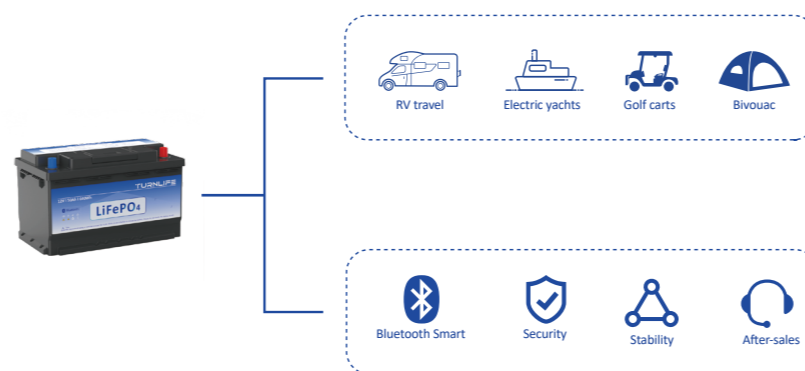 RV travel
Electric yachts
Golf carts
Bivouac
TURNLIFE
LiFePO4
Bluetooth Smart
Security
Stability
After-sales